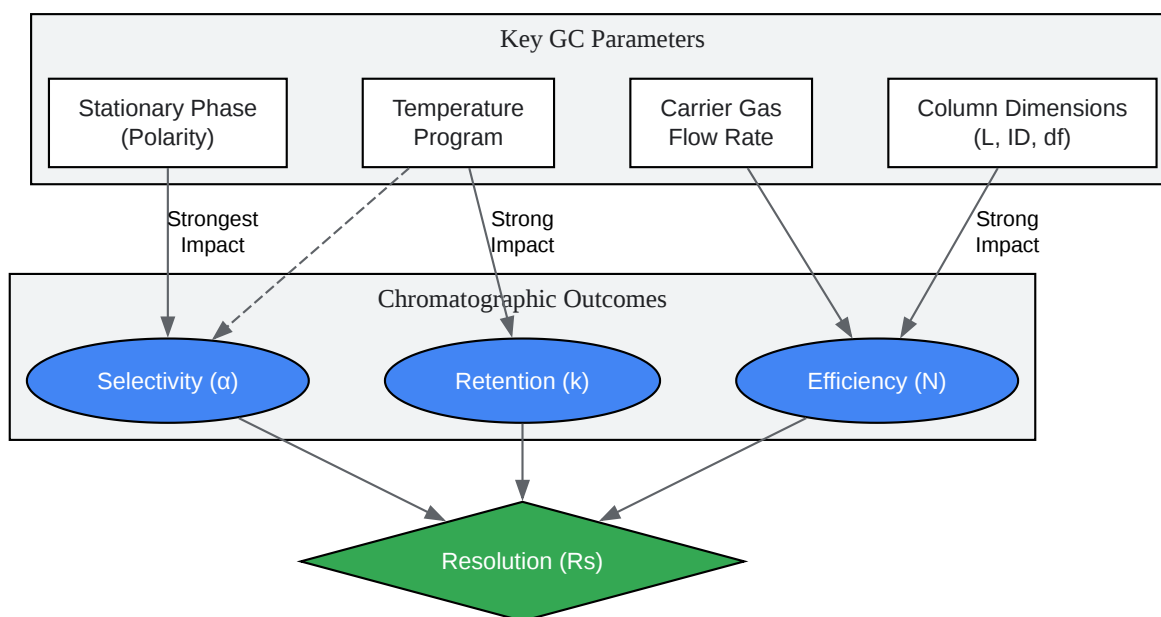 Key GC Parameters
Stationary Phase
(Polarity)
Temperature
Program
Carrier Gas
Flow Rate
Column Dimensions
(L, ID, df)
Strongest
Impact
Strong
Impact
Strong
Impact
Chromatographic Outcomes
Selectivity (α)
Retention (k)
Efficiency (N)
Resolution (Rs)